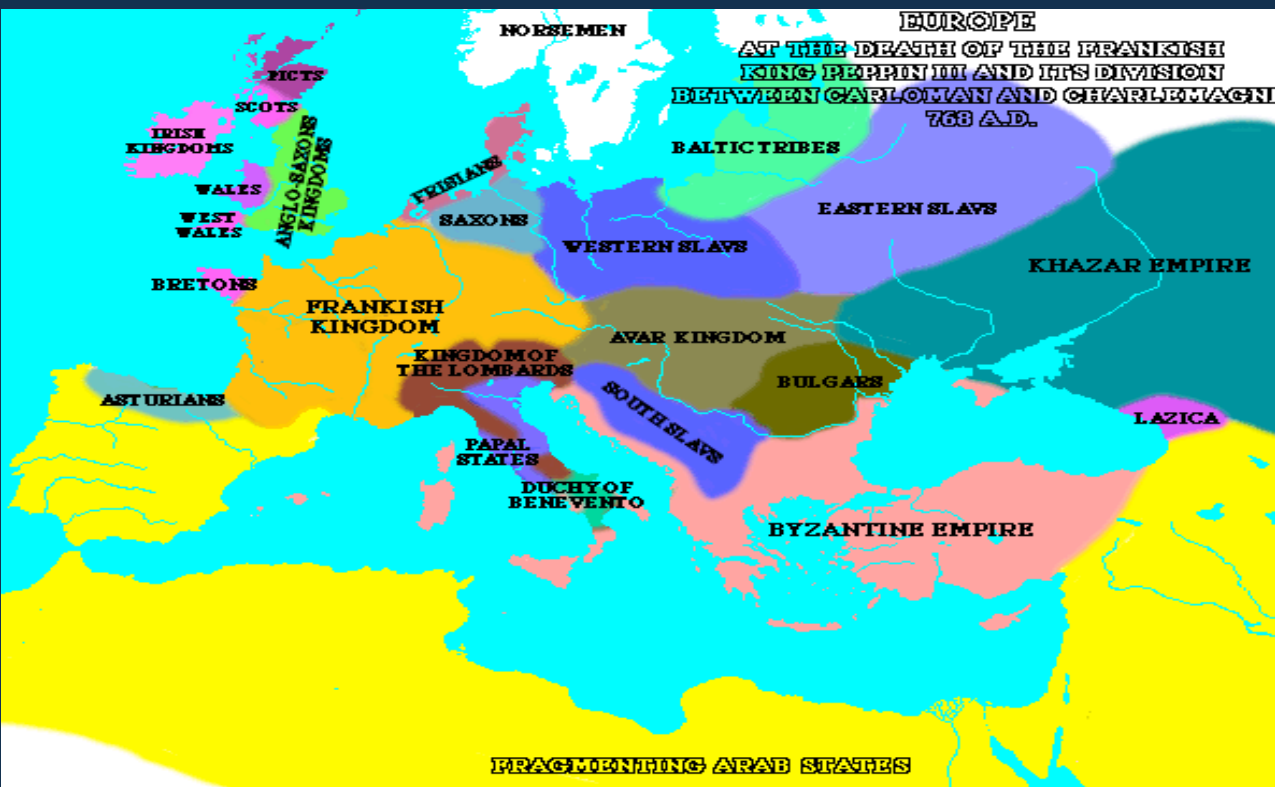 EUROPE
AT THE DEATH OF THE FRANKISH
KING PEPPIN III AND ITS DIVISION
BETWEEN CARLOMAN AND CHARLEMAGN
768 A.D.
NORSEMEN
PICTS
SCOTS
IRISH
KINGDOMS
ANGLO-SAXONS
KINGDOMS
WALES
WEST
WALES
BRETONS
FRISIANS
SAXONS
BALTIC TRIBES
EASTERN SLAVS
WESTERN SLAVS
KHAZAR EMPIRE
FRANKISH
KINGDOM
AVAR KINGDOM
KINGDOM OF
THE LOMBARDS
BULGARS
ASTURIANS
SOUTH SLAVS
LAZICA
PAPAL
STATES
DUCHY OF
BENEVENTO
BYZANTINE EMPIRE
FRAGMENTING ARAB STATES